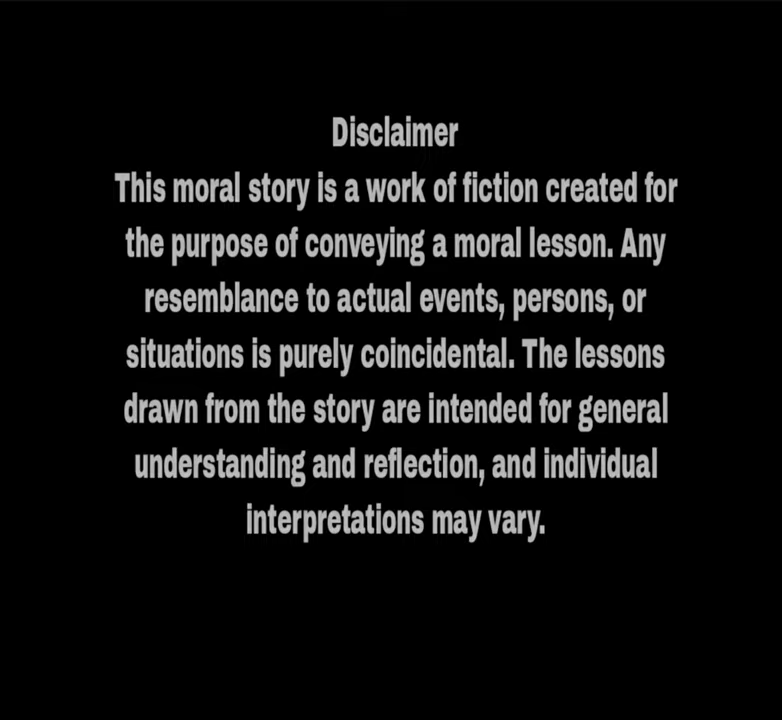 Disclaimer
This moral story is a work of fiction created for
the purpose of conveying a moral lesson. Any
resemblance to actual events, persons, or
situations is purely coincidental. The lessons
drawn from the story are intended for general
understanding and reflection, and individual
interpretations may vary.